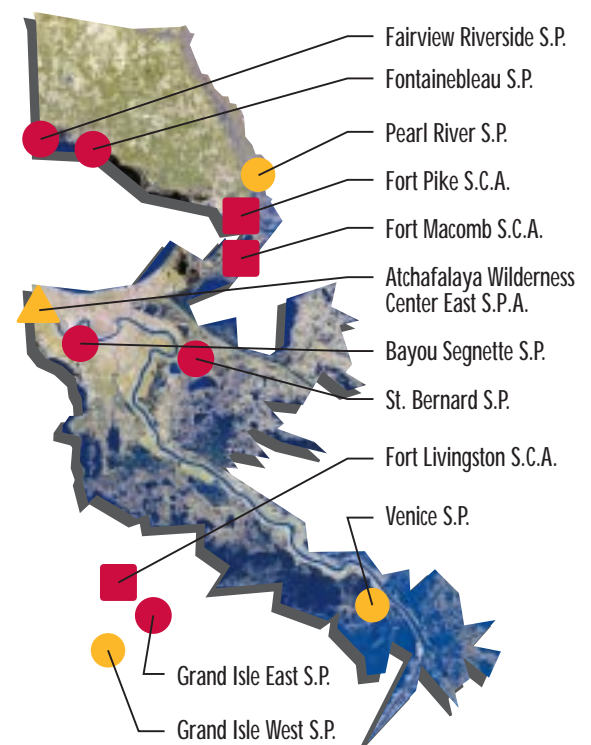 Fairview Riverside S.P.
Fontainebleau S.P.
Pearl River S.P.
Fort Pike S.C.A.
Fort Macomb S.C.A.
Atchafalaya Wilderness
Center East S.P.A.
Bayou Segnette S.P.
St. Bernard S.P.
Fort Livingston S.C.A.
Venice S.P.
Grand Isle East S.P.
Grand Isle West S.P.